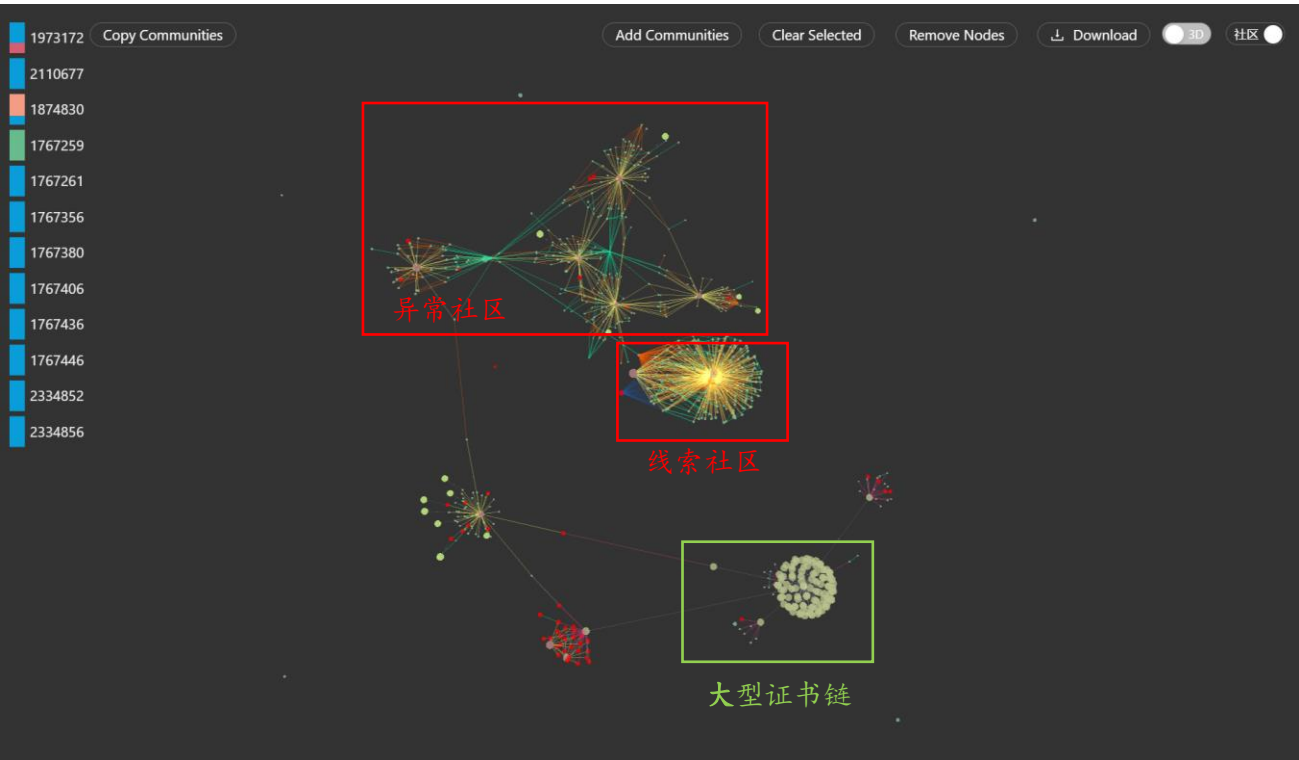 1973172
Copy Communities
Add Communities
Clear Selected
Remove Nodes
Download
3D
社区
2110677
1874830
1767259
1767261
1767356
1767380
1767406
1767436
1767446
2334852
2334856
异常社区
线索社区
大型证书链